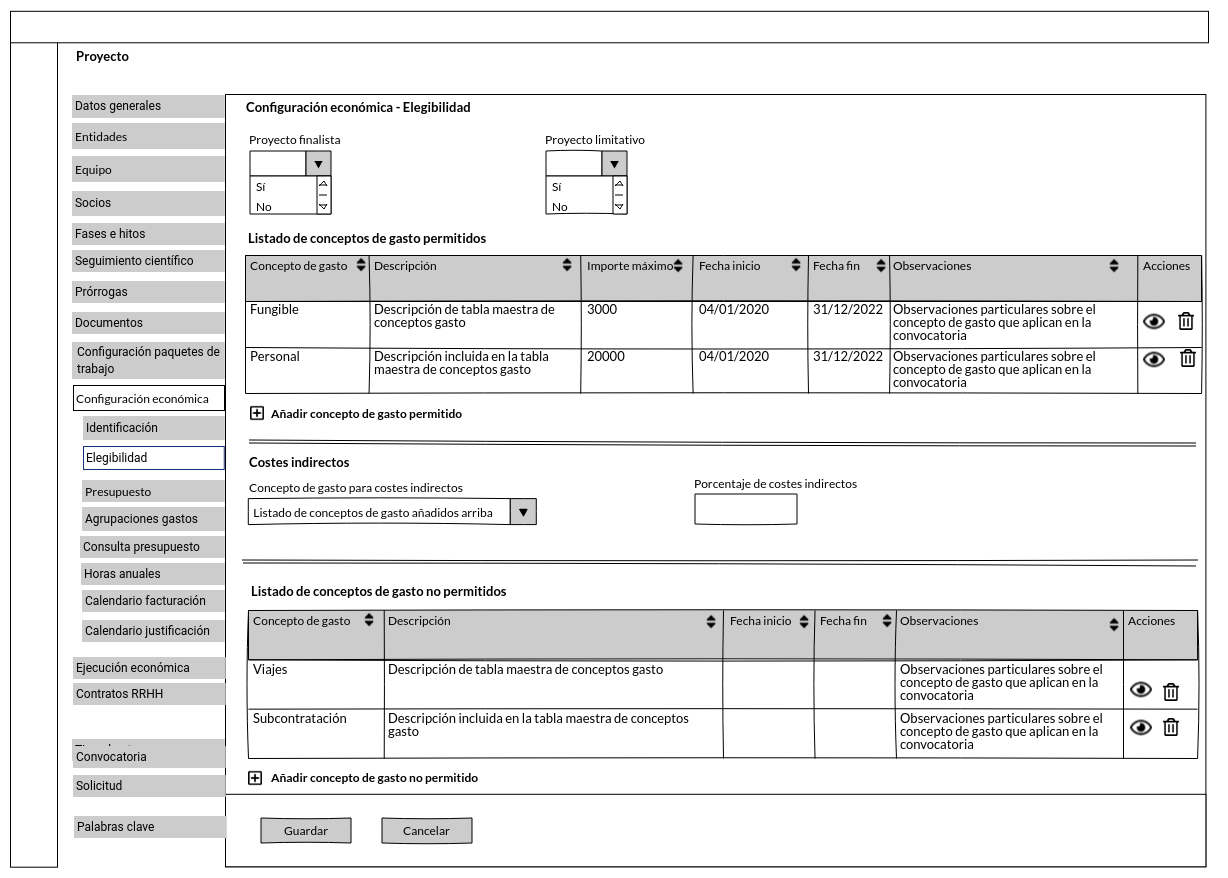 Proyecto
Datos generales
Entidades
Equipo
Socios
Fases e hitos
Seguimiento científico
Prórrogas
Documentos
Configuración paquetes de
trabajo
Configuración económica
Identificación
Elegibilidad
Presupuesto
Agrupaciones gastos
Consulta presupuesto
Horas anuales
Calendario facturación
Calendario justificación
Ejecución económica
Contratos RRHH
Convocatoria
Solicitud
Palabras clave
Configuración económica - Elegibilidad
Proyecto finalista
Sí
No
Proyecto limitativo
Sí
No
Listado de conceptos de gasto permitidos
Concepto de gasto Descripción Importe máximo Fecha inicio Fecha fin Observaciones Acciones
Fungible
Descripción de tabla maestra de
conceptos gasto
3000
04/01/2020
31/12/2022
Observaciones particulares sobre el
concepto de gasto que aplican en la
convocatoria
Personal
Descripción incluida en la tabla
maestra de conceptos gasto
20000
04/01/2020
31/12/2022
Observaciones particulares sobre el
concepto de gasto que aplican en la
convocatoria
Añadir concepto de gasto permitido
Costes indirectos
Concepto de gasto para costes indirectos
Listado de conceptos de gasto añadidos arriba
Porcentaje de costes indirectos
Listado de conceptos de gasto no permitidos
Concepto de gasto Descripción Fecha inicio Fecha fin Observaciones Acciones
Viajes
Descripción de tabla maestra de conceptos gasto
Observaciones particulares sobre el
concepto de gasto que aplican en la
convocatoria
Subcontratación
Descripción incluida en la tabla maestra de conceptos
gasto
Observaciones particulares sobre el
concepto de gasto que aplican en la
convocatoria
Añadir concepto de gasto no permitido
Guardar
Cancelar